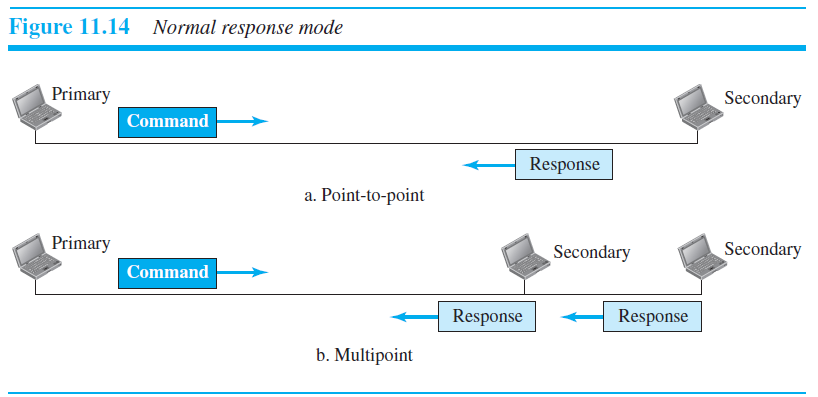 Figure 11.14 Normal response mode
Primary
Secondary
Command
Response
a. Point-to-point
Primary
Secondary
Secondary
Command
Response
Response
b. Multipoint